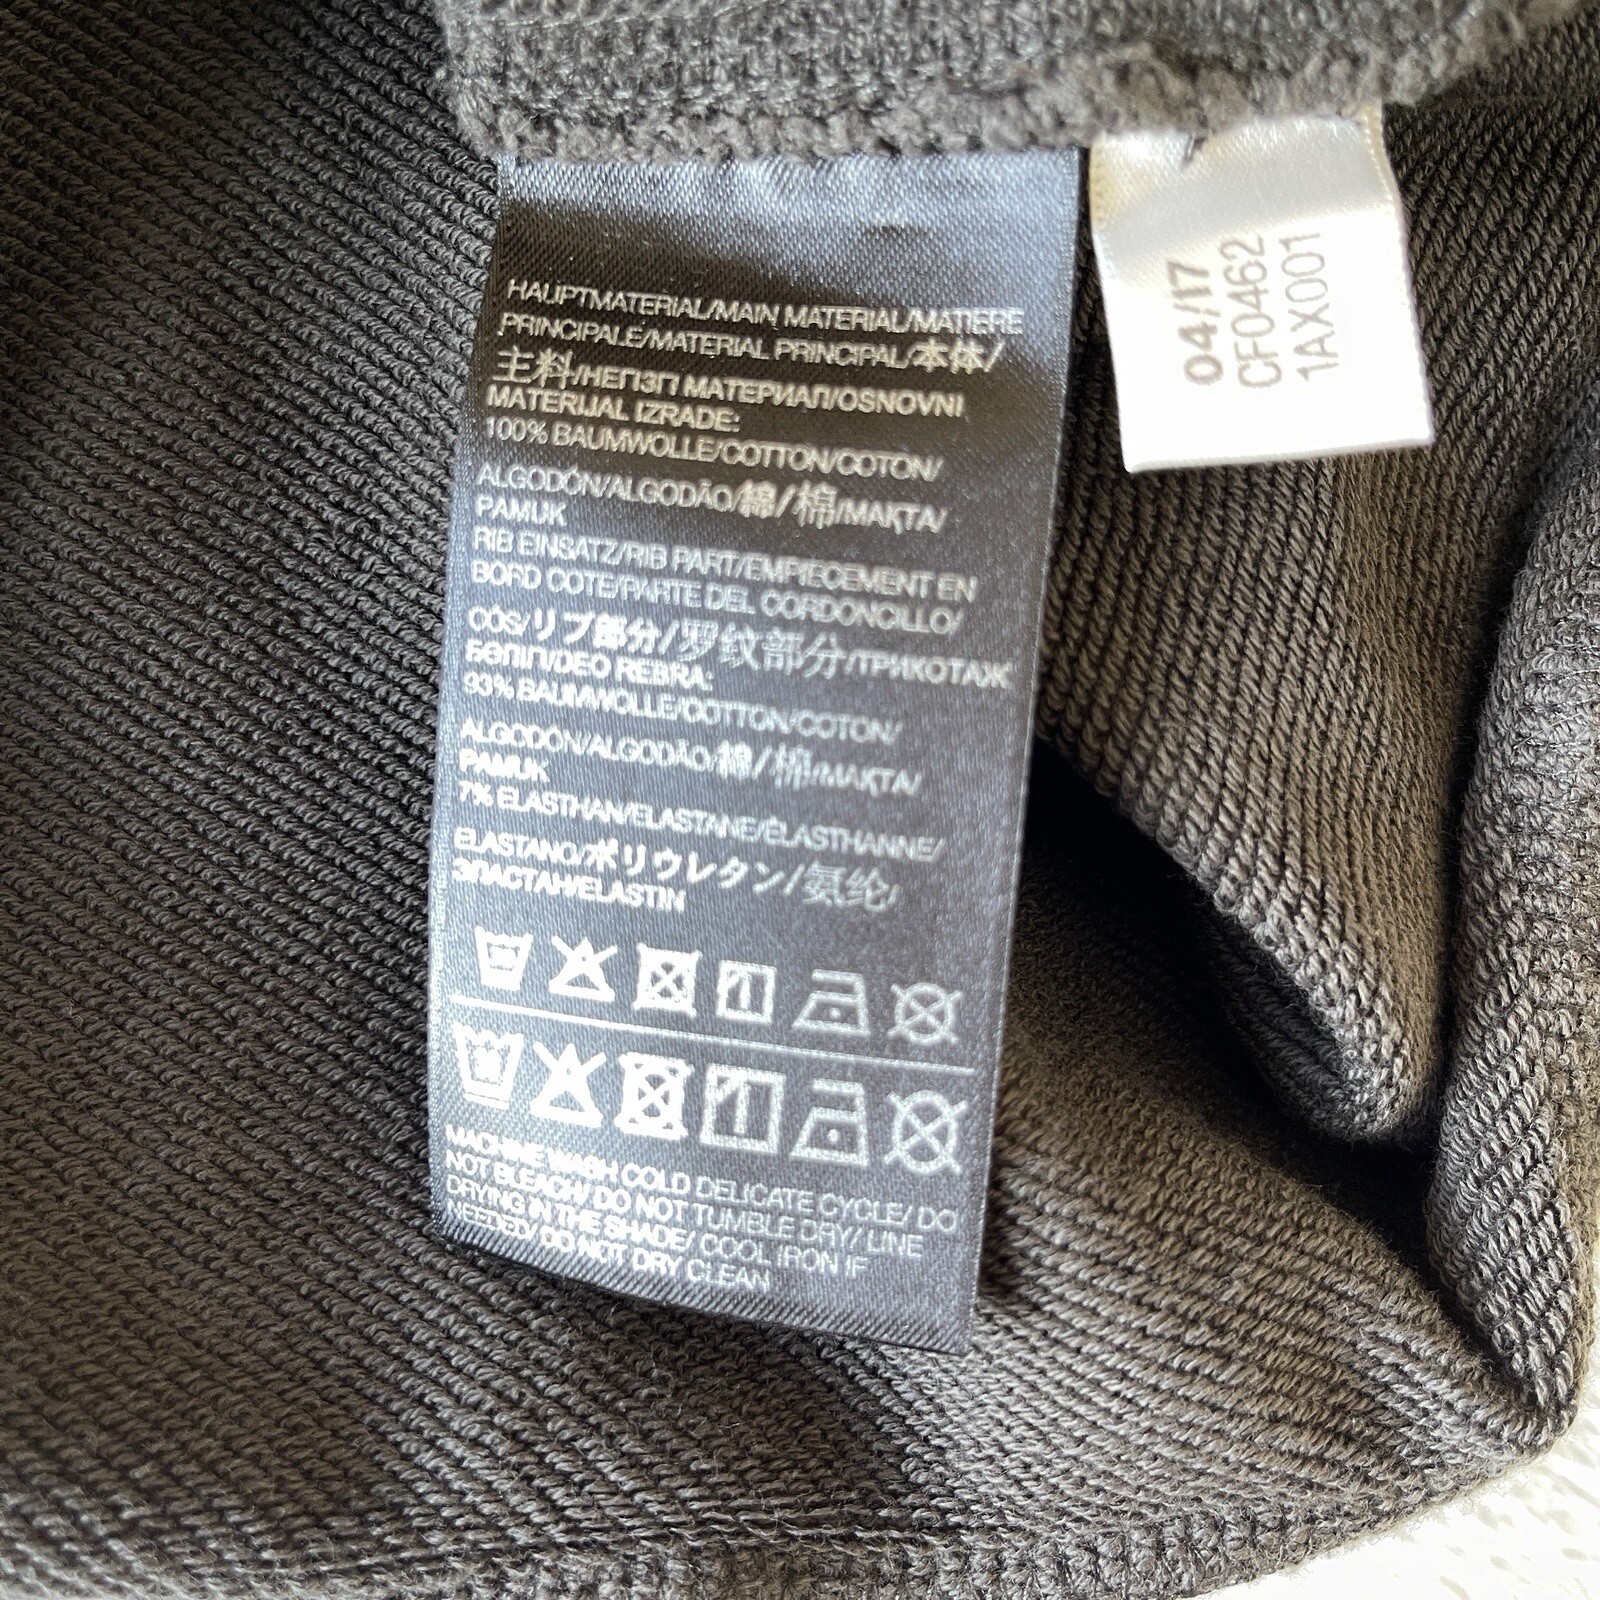 HAUPTMATERIAL/MAIN MATERIAL/MATIERE
PRINCIPALE/MATERIAL PRINCIPAL/本体/
主料/НЕГІЗГІ МАТЕРИАЛ/OSNOVNI
MATERIJAL IZRADE:
100% BAUMWOLLE/COTTON/COTON/
ALGODÓN/ALGODÃO/綿/棉/МАҚТА/
PAMUK
RIB EINSATZ/RIB PART/EMPIECEMENT EN
BORD COTE/PARTE DEL CORDONCILLO/
CÓS/リブ部分/罗纹部分/ТРИКОТАЖ
БӨЛІГІ/DEO REBRA:
93% BAUMWOLLE/COTTON/COTON/
ALGODÓN/ALGODÃO/綿/棉/МАҚТА/
PAMUK
7% ELASTHAN/ELASTANE/ÉLASTHANNE/
ELASTANO/ポリウレタン/氨纶/
ЭЛАСТАН/ELASTIN
MACHINE WASH COLD DELICATE CYCLE/ DO
NOT BLEACH/ DO NOT TUMBLE DRY/ LINE
DRYING IN THE SHADE/ COOL IRON IF
NEEDED/ DO NOT DRY CLEAN
04/17
CF0462
1AX001